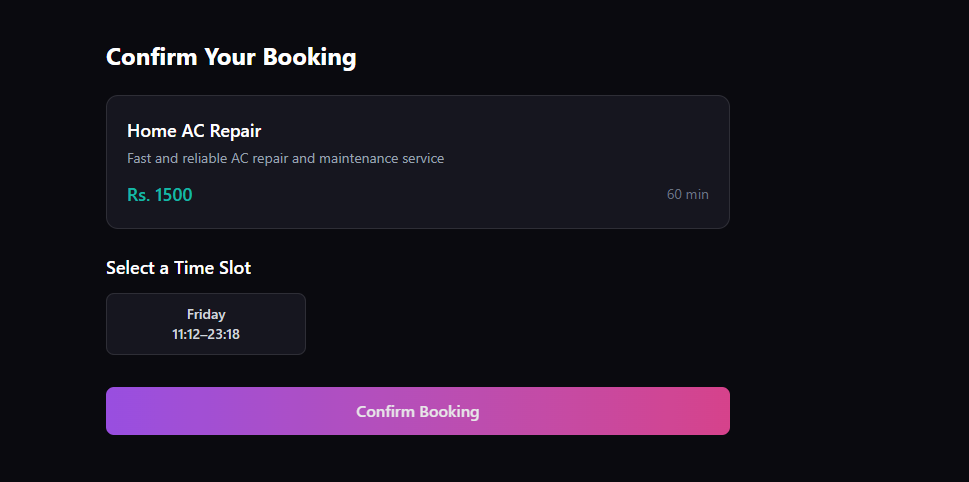 Confirm Your Booking
Home AC Repair
Fast and reliable AC repair and maintenance service
Rs. 1500
60 min
Select a Time Slot
Friday
11:12–23:18
Confirm Booking